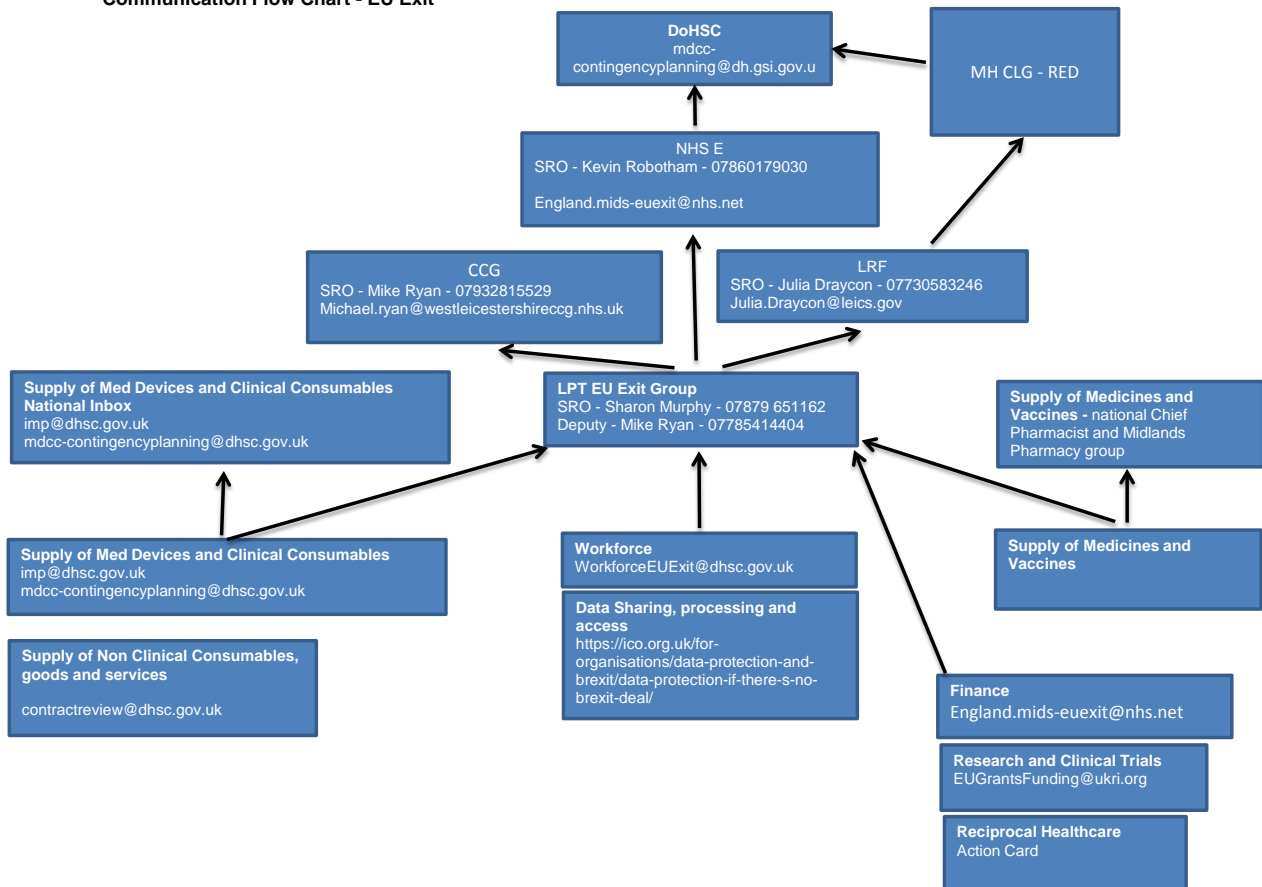 Communication Flow Chart - EU Exit
DoHSC
mdcc-
contingencyplanning@dh.gsi.gov.u
MH CLG - RED
NHS E
SRO - Kevin Robotham - 07860179030
England.mids-euexit@nhs.net
CCG
SRO - Mike Ryan - 07932815529
Michael.ryan@westleicestershireccg.nhs.uk
LRF
SRO - Julia Draycon - 07730583246
Julia.Draycon@leics.gov
Supply of Med Devices and Clinical Consumables
National Inbox
imp@dhsc.gov.uk
mdcc-contingencyplanning@dhsc.gov.uk
LPT EU Exit Group
SRO - Sharon Murphy - 07879 651162
Deputy - Mike Ryan - 07785414404
Supply of Medicines and
Vaccines - national Chief
Pharmacist and Midlands
Pharmacy group
Supply of Med Devices and Clinical Consumables
imp@dhsc.gov.uk
mdcc-contingencyplanning@dhsc.gov.uk
Workforce
WorkforceEUExit@dhsc.gov.uk
Supply of Medicines and
Vaccines
Data Sharing, processing and
access
https://ico.org.uk/for-
organisations/data-protection-and-
brexit/data-protection-if-there-s-no-
brexit-deal/
Supply of Non Clinical Consumables,
goods and services
contractreview@dhsc.gov.uk
Finance
England.mids-euexit@nhs.net
Research and Clinical Trials
EUGrantsFunding@ukri.org
Reciprocal Healthcare
Action Card